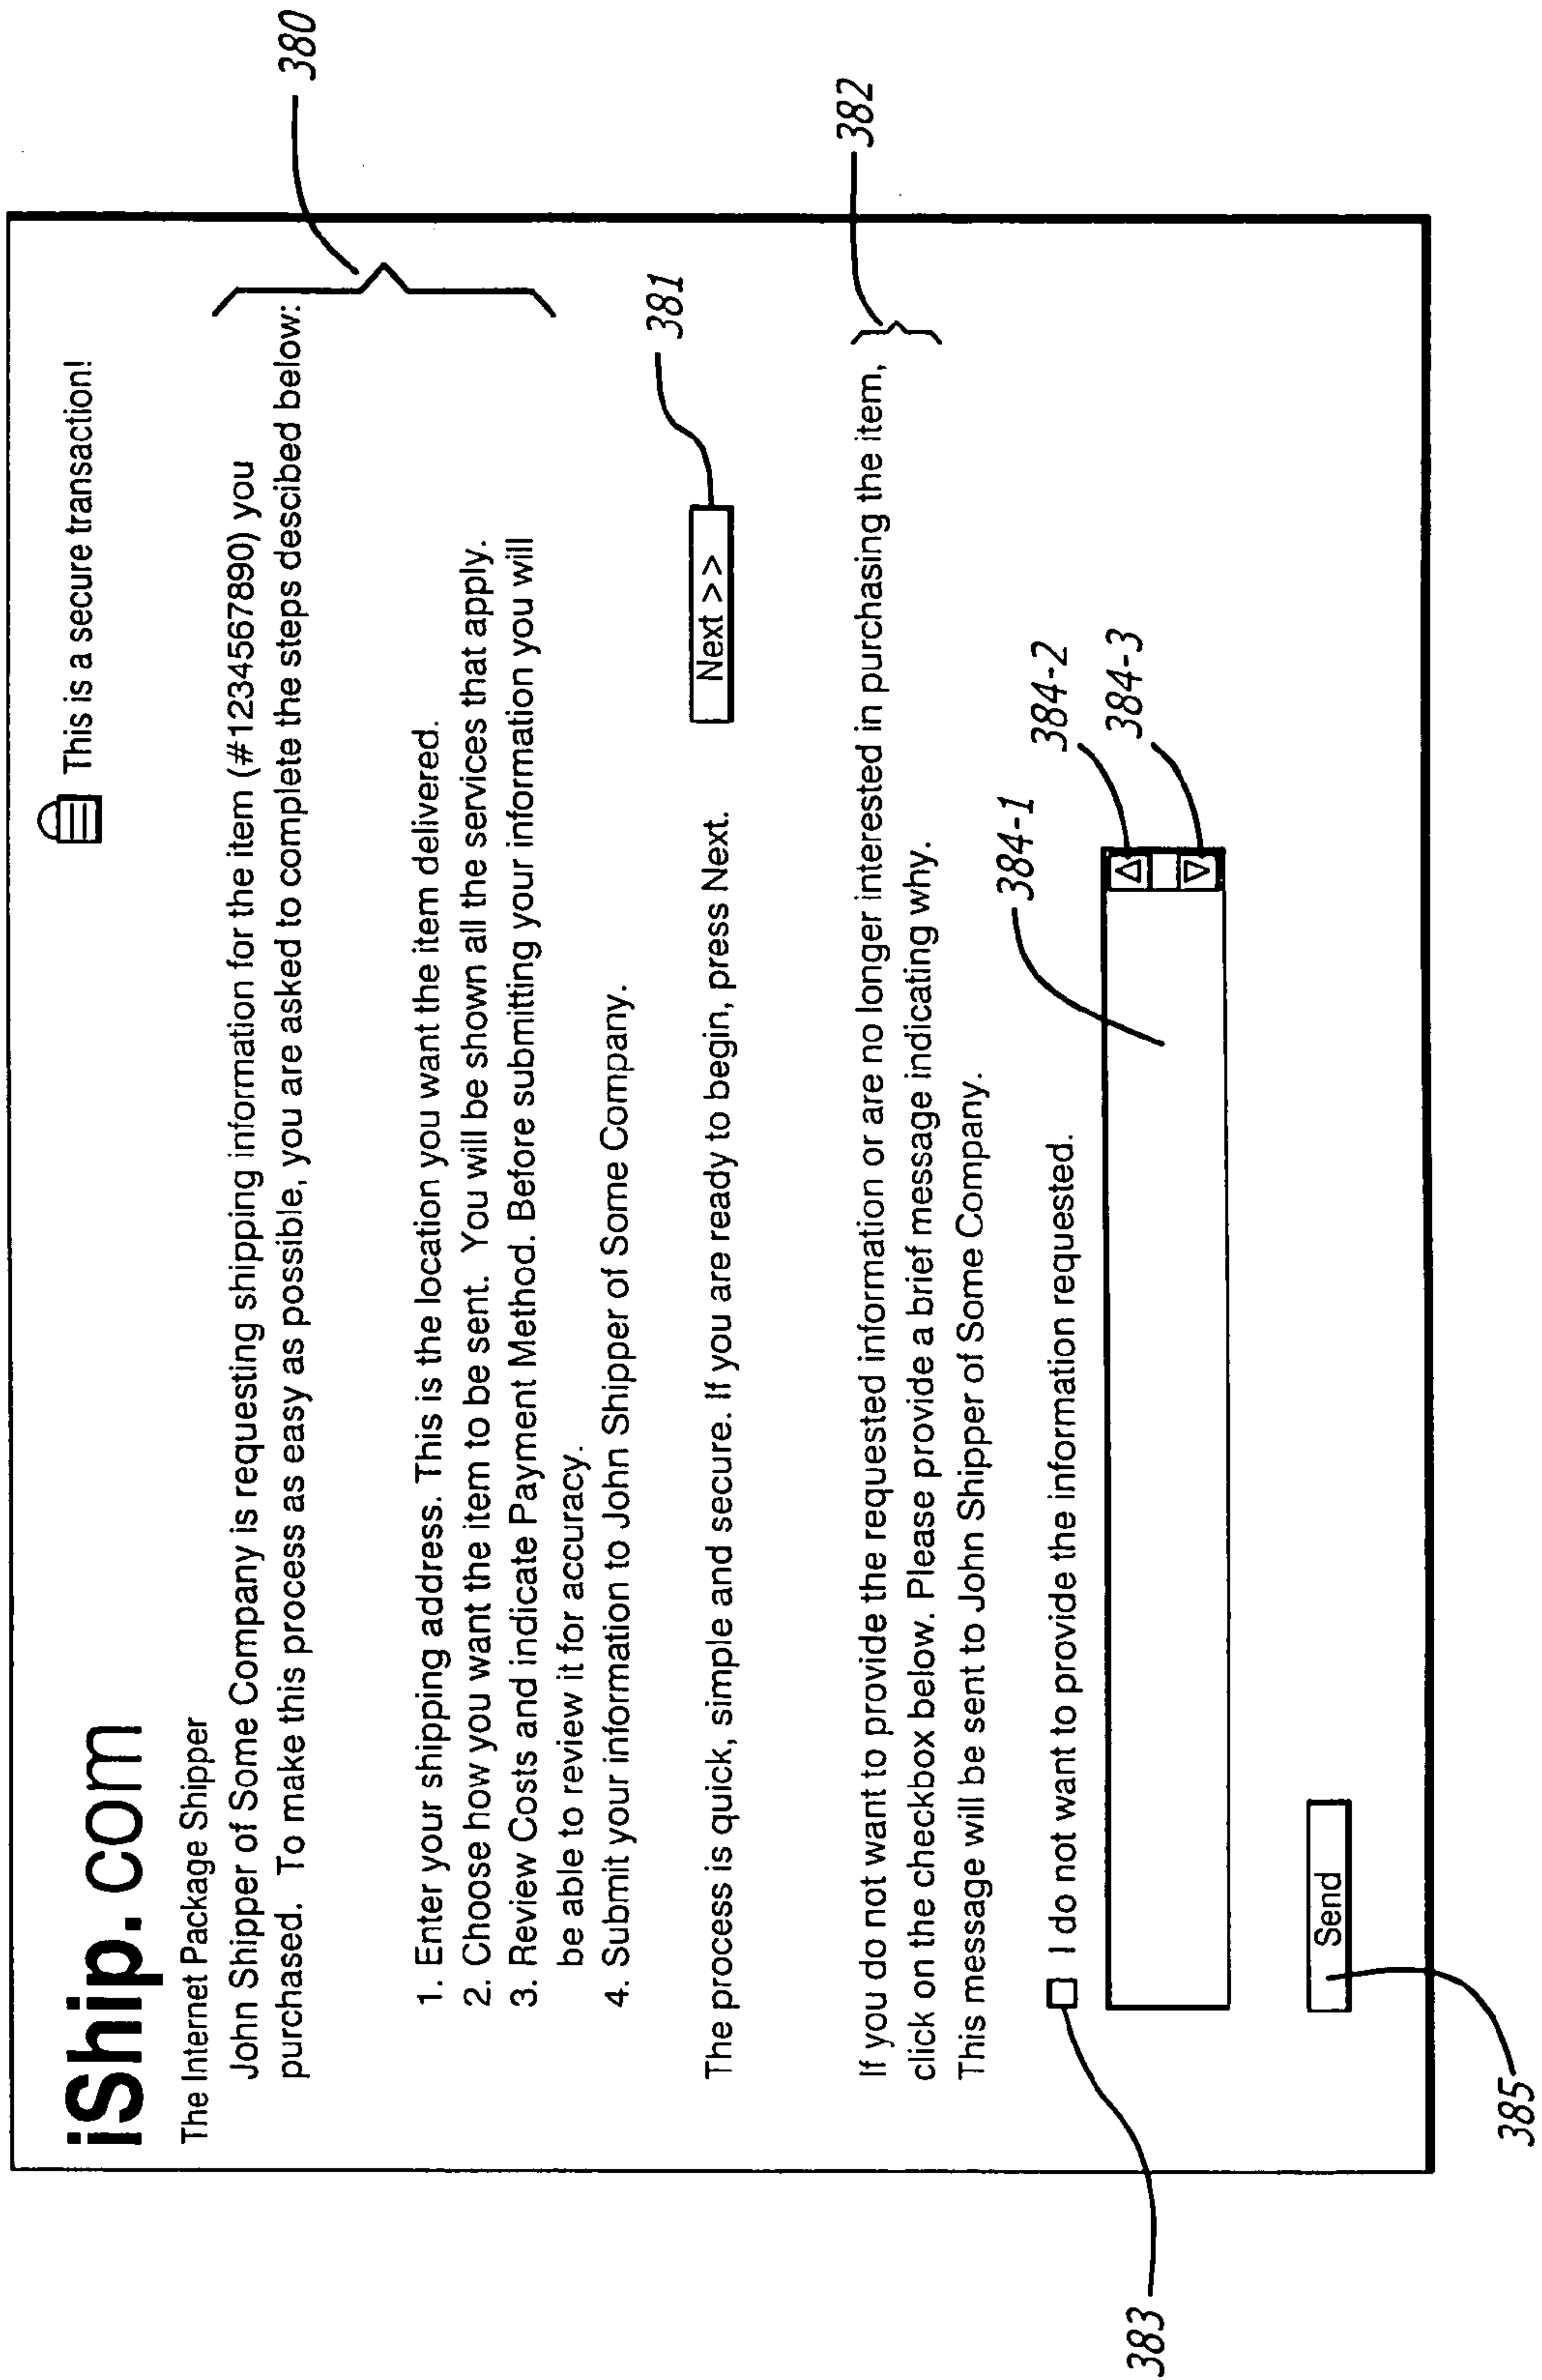 iShip.com
The Internet Package Shipper
This is a secure transaction!
John Shipper of Some Company is requesting shipping information for the item (#1234567890) you
purchased. To make this process as easy as possible, you are asked to complete the steps descibed below:
380
1. Enter your shipping address. This is the location you want the item delivered.
2. Choose how you want the item to be sent. You will be shown all the services that apply.
3. Review Costs and indicate Payment Method. Before submitting your information you will
be able to review it for accuracy.
4. Submit your information to John Shipper of Some Company.
The process is quick, simple and secure. If you are ready to begin, press Next.
Next >>
381
If you do not want to provide the requested information or are no longer interested in purchasing the item,
click on the checkbox below. Please provide a brief message indicating why.
This message will be sent to John Shipper of Some Company.
382
I do not want to provide the information requested.
383
384-1
384-2
384-3
Send
385